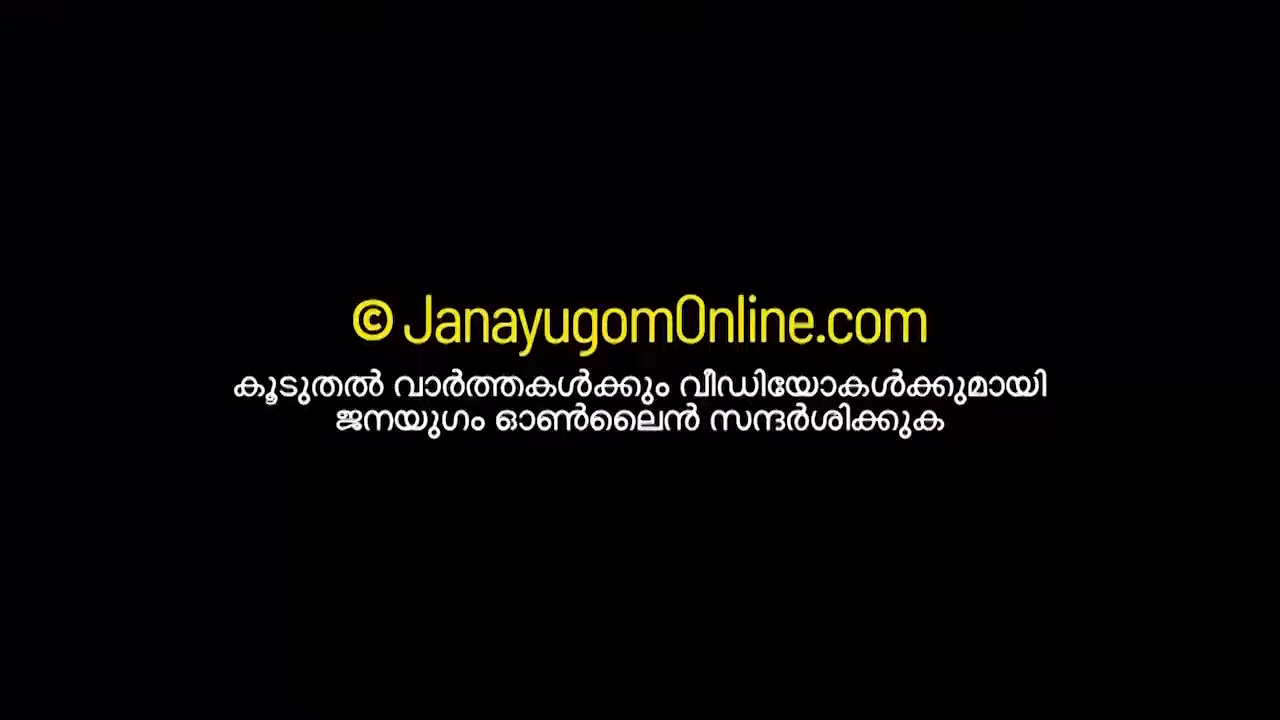 © JanayugomOnline.com
കൂടുതൽ വാർത്തകൾക്കും വീഡിയോകൾക്കുമായി
ജനയുഗം ഓൺലൈൻ സന്ദർശിക്കുക